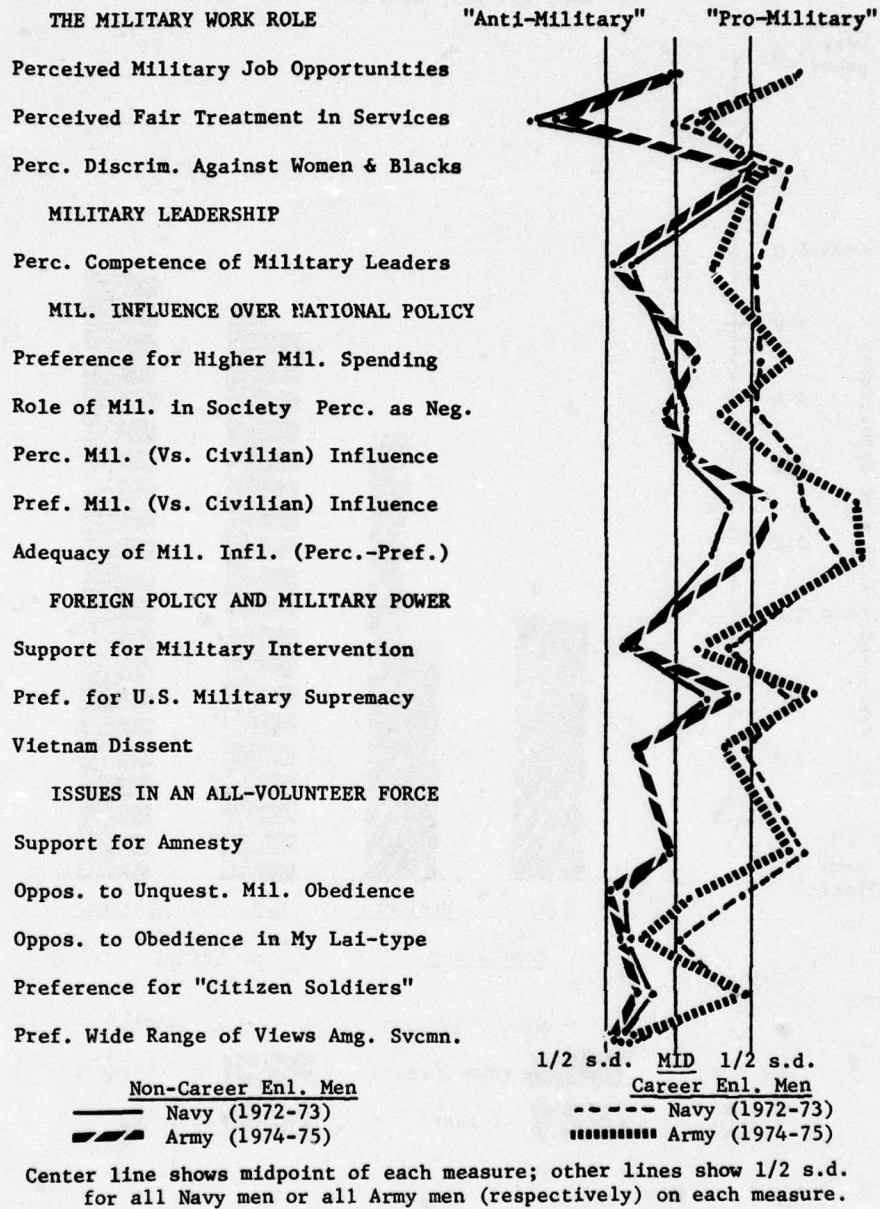 THE MILITARY WORK ROLE "Anti-Military" "Pro-Military"
Perceived Military Job Opportunities
Perceived Fair Treatment in Services
Perc. Discrim. Against Women & Blacks
MILITARY LEADERSHIP
Perc. Competence of Military Leaders
MIL. INFLUENCE OVER NATIONAL POLICY
Preference for Higher Mil. Spending
Role of Mil. in Society Perc. as Neg.
Perc. Mil. (Vs. Civilian) Influence
Pref. Mil. (Vs. Civilian) Influence
Adequacy of Mil. Infl. (Perc.-Pref.)
FOREIGN POLICY AND MILITARY POWER
Support for Military Intervention
Pref. for U.S. Military Supremacy
Vietnam Dissent
ISSUES IN AN ALL-VOLUNTEER FORCE
Support for Amnesty
Oppos. to Unquest. Mil. Obedience
Oppos. to Obedience in My Lai-type
Preference for "Citizen Soldiers"
Pref. Wide Range of Views Amg. Svcmn.
1/2 s.d. MID 1/2 s.d.
Non-Career Enl. Men Career Enl. Men
Navy (1972-73) Navy (1972-73)
Army (1974-75) Army (1974-75)
Center line shows midpoint of each measure; other lines show 1/2 s.d.
for all Navy men or all Army men (respectively) on each measure.